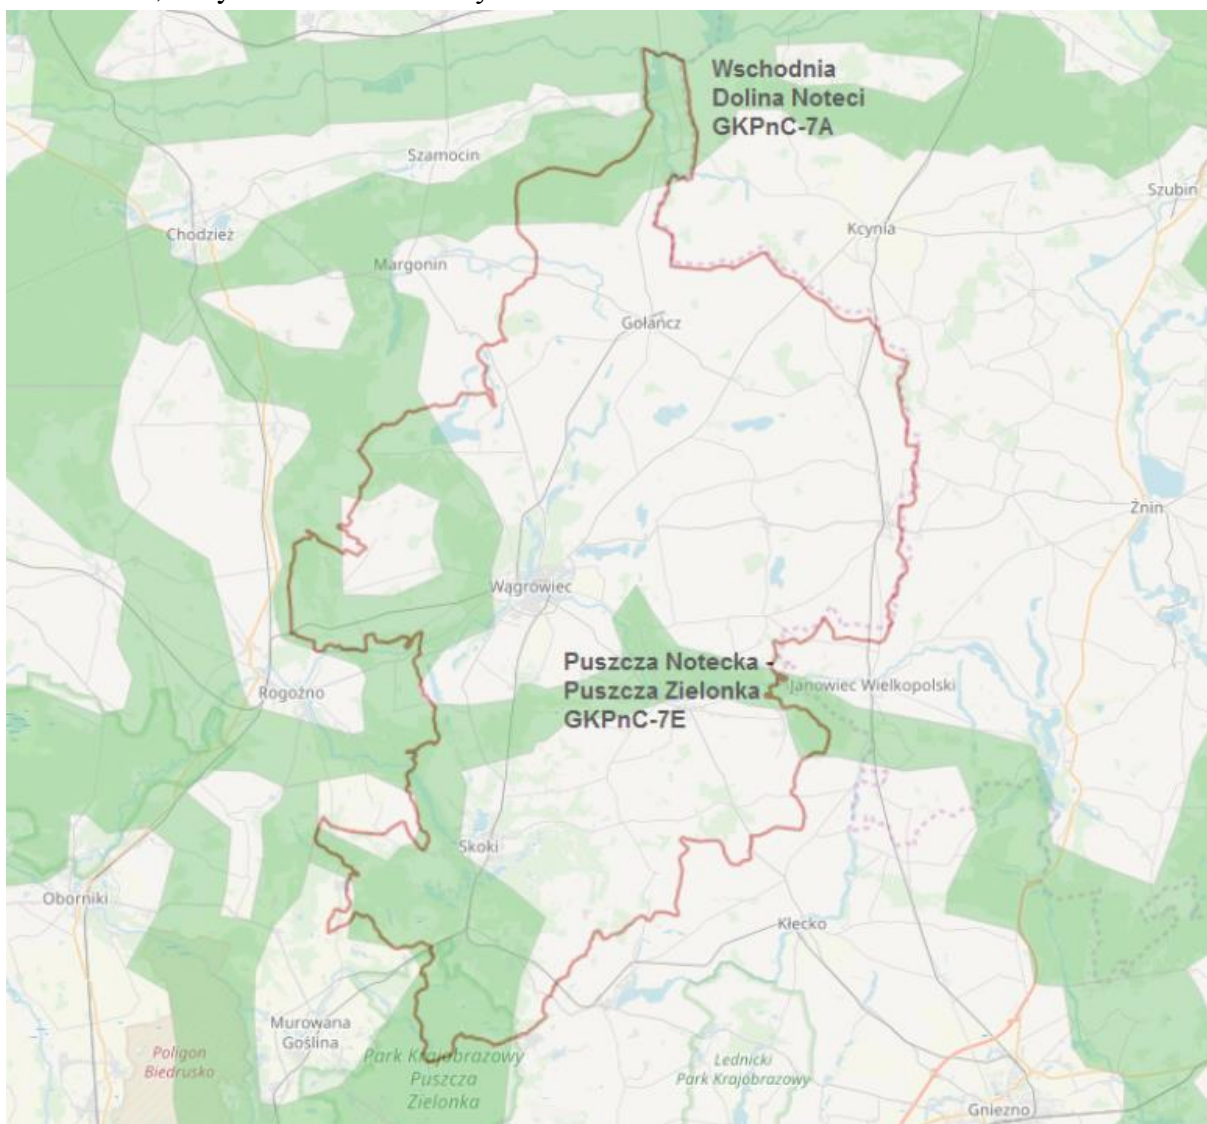 Wschodnia
Dolina Noteci
GKPnC-7A
Szamocin
Szubin
Chodzież
Kcynia
Margonin
Gołańcz
Żnin
Wągrowiec
Puszcza Notecka -
Puszcza Zielonka
GKPnC-7E
Janowiec Wielkopolski
Rogoźno
Skoki
Oborniki
Kłecko
Murowana
Goślina
Poligon
Biedrusko
Park Krajobrazowy
Puszcza
Zielonka
Lednicki
Park Krajobrazowy
Gniezno